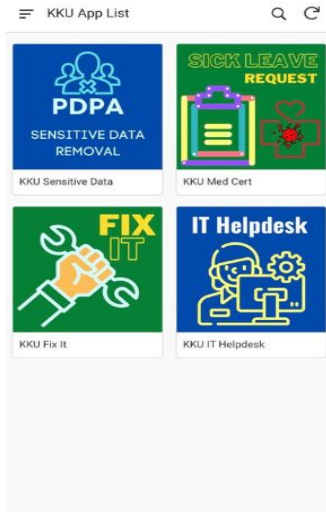 KKU App List
PDPA
SENSITIVE DATA
REMOVAL
KKU Sensitive Data
SICK LEAVE
REQUEST
KKU Med Cert
FIX
IT
KKU Fix It
IT Helpdesk
KKU IT Helpdesk